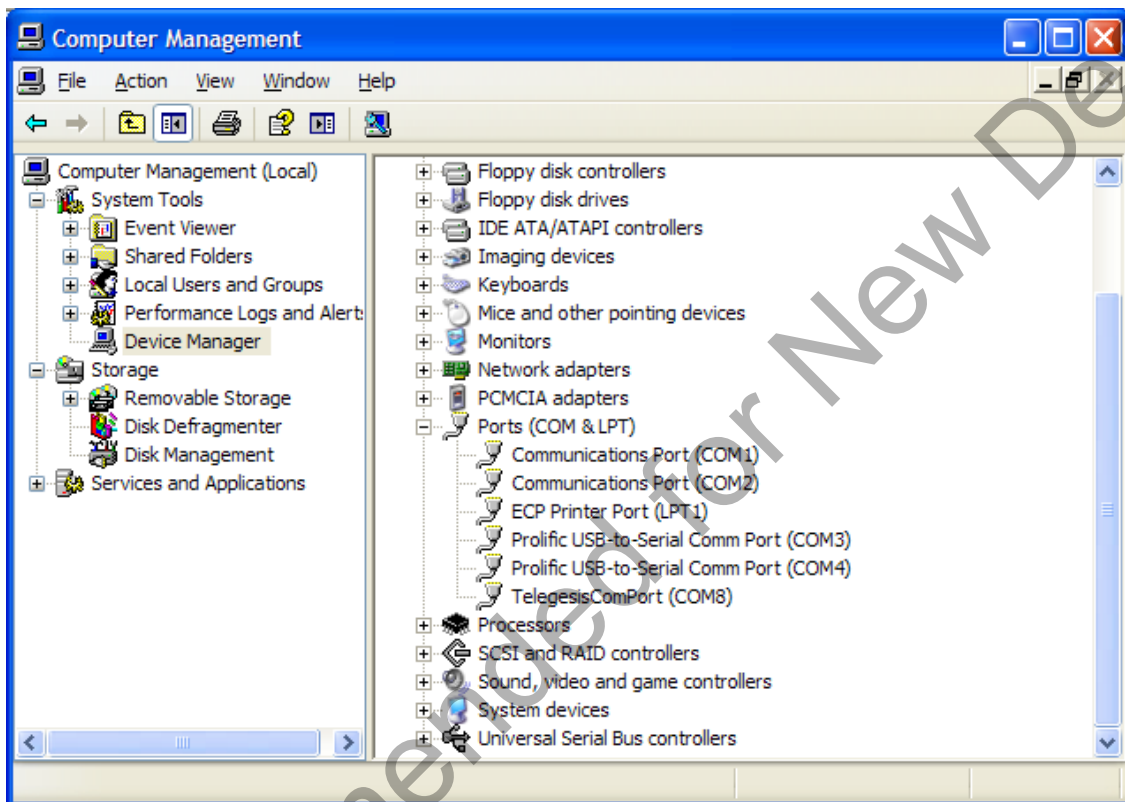 Computer Management
File Action View Window Help
Computer Management (Local)
System Tools
Event Viewer
Shared Folders
Local Users and Groups
Performance Logs and Alert
Device Manager
Storage
Removable Storage
Disk Defragmenter
Disk Management
Services and Applications
Floppy disk controllers
Floppy disk drives
IDE ATA/ATAPI controllers
Imaging devices
Keyboards
Mice and other pointing devices
Monitors
Network adapters
PCMCIA adapters
Ports (COM & LPT)
Communications Port (COM1)
Communications Port (COM2)
ECP Printer Port (LPT1)
Prolific USB-to-Serial Comm Port (COM3)
Prolific USB-to-Serial Comm Port (COM4)
TelegesisComPort (COM8)
Processors
SCSI and RAID controllers
Sound, video and game controllers
System devices
Universal Serial Bus controllers
mended for New De